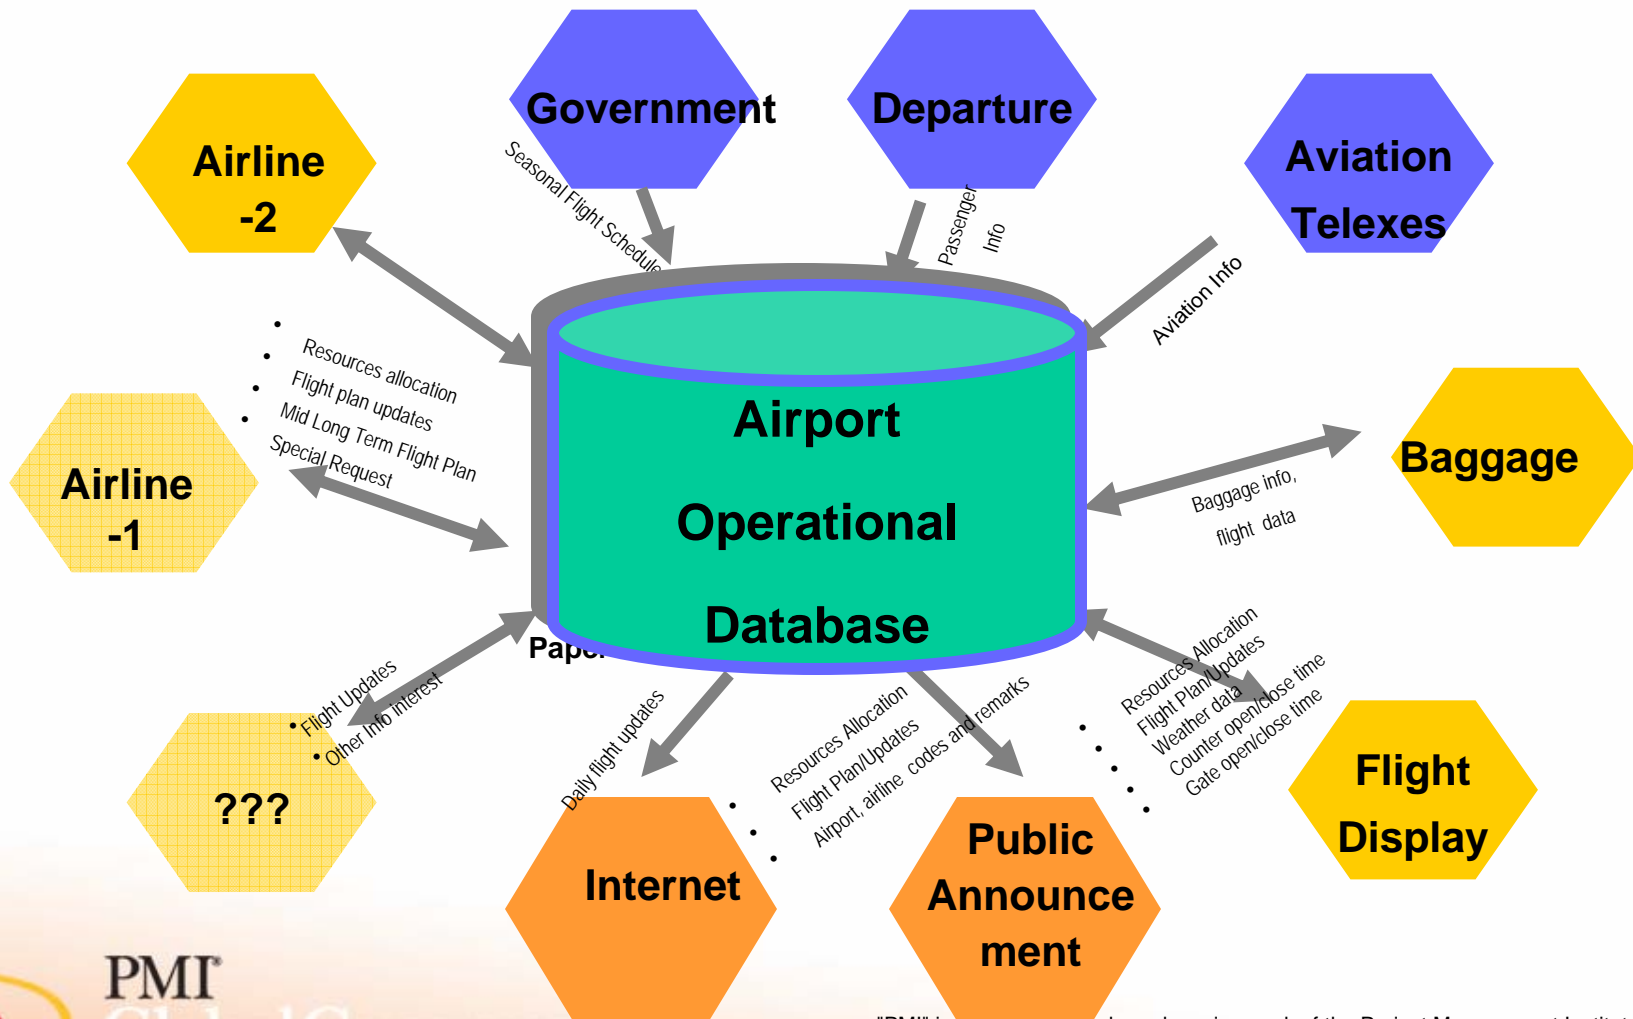 Government
Departure
Aviation
Telexes
Airline
-2
Seasonal Flight Schedule
Passenger
Info
Aviation Info
• Resources allocation
• Flight plan updates
• Mid Long Term Flight Plan
• Special Request
Airline
-1
Airport
Operational
Database
Baggage
Baggage info,
flight data
• Flight Updates
• Other Info interest
???
Daily flight updates
Internet
• Resources Allocation
• Flight Plan/Updates
• Airport, airline codes and remarks
Public
Announce
ment
• Resources Allocation
• Flight Plan/Updates
• Weather data
• Counter open/close time
• Gate open/close time
Flight
Display
PMI®